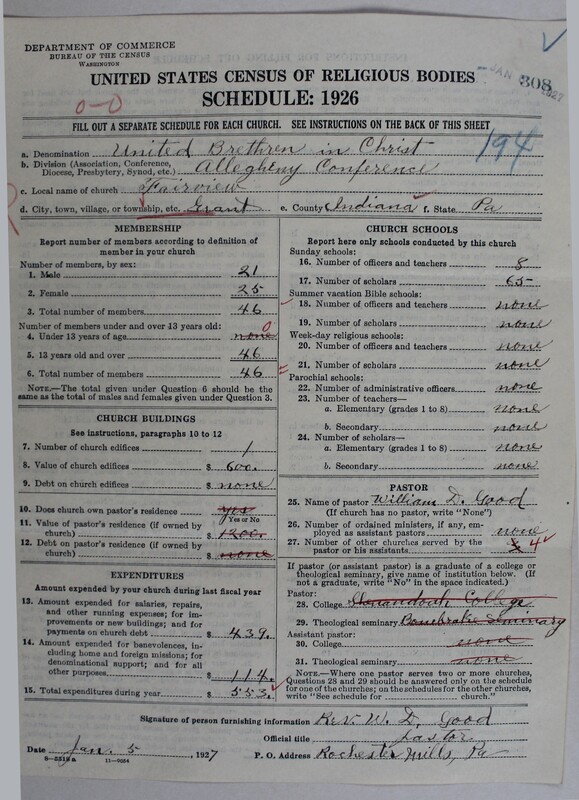 DEPARTMENT OF COMMERCE
BUREAU OF THE CENSUS
WASHINGTON
JAN 1927
308
UNITED STATES CENSUS OF RELIGIOUS BODIES
SCHEDULE: 1926
0-0
FILL OUT A SEPARATE SCHEDULE FOR EACH CHURCH. SEE INSTRUCTIONS ON THE BACK OF THIS SHEET
194
a. Denomination United Brethren in Christ
b. Division (Association, Conference, Diocese, Presbytery, Synod, etc.) Allegheny Conference
c. Local name of church Fairview
d. City, town, village, or township, etc. Grant e. County Indiana f. State Pa
MEMBERSHIP
Report number of members according to definition of
member in your church
Number of members, by sex:
1. Male 21
2. Female 25
3. Total number of members 46
Number of members under and over 13 years old:
4. Under 13 years of age none 0
5. 13 years old and over 46
6. Total number of members 46
NOTE.—The total given under Question 6 should be
same as the total of males and females given under Question 3.
CHURCH BUILDINGS
See instructions, paragraphs 10 to 12
7. Number of church edifices 1
8. Value of church edifices $ 600.
9. Debt on church edifices $ none
10. Does church own pastor's residence yes
Yes or No
11. Value of pastor's residence (if owned by
church) $ 1200.
12. Debt on pastor's residence (if owned by
church) $ none
EXPENDITURES
Amount expended by your church during last fiscal year
13. Amount expended for salaries, repairs,
and other running expenses; for im-
provements or new buildings; and for
payments on church debt $ 439.
14. Amount expended for benevolences, in-
cluding home and foreign missions; for
denominational support; and for all
other purposes $ 114.
15. Total expenditures during year $ 553.
CHURCH SCHOOLS
Report here only schools conducted by this church
Sunday schools:
16. Number of officers and teachers 8
17. Number of scholars 65
Summer vacation Bible schools:
18. Number of officers and teachers none
19. Number of scholars none
Week-day religious schools:
20. Number of officers and teachers none
21. Number of scholars none
Parochial schools:
22. Number of administrative officers none
23. Number of teachers—
a. Elementary (grades 1 to 8) none
b. Secondary none
24. Number of scholars—
a. Elementary (grades 1 to 8) none
b. Secondary none
PASTOR
25. Name of pastor William D. Good
(If church has no pastor, write "None")
26. Number of ordained ministers, if any, em-
ployed as assistant pastors none
27. Number of other churches served by the
pastor or his assistants 4
If pastor (or assistant pastor) is a graduate of a college or
theological seminary, give name of institution below. (If
not a graduate, write "No" in the space indicated.)
Pastor:
28. College Shenandoah College
29. Theological seminary Bonebrake Seminary
Assistant pastor:
30. College none
31. Theological seminary none
NOTE.—Where one pastor serves two or more churches,
Questions 28 and 29 should be answered only on the schedule
for one of the churches; on the schedules for the other churches,
write "See schedule for church."
Signature of person furnishing information Rev. W. D. Good
Official title Pastor
Date Jan. 5, 1927 P. O. Address Rochester Mills, Pa